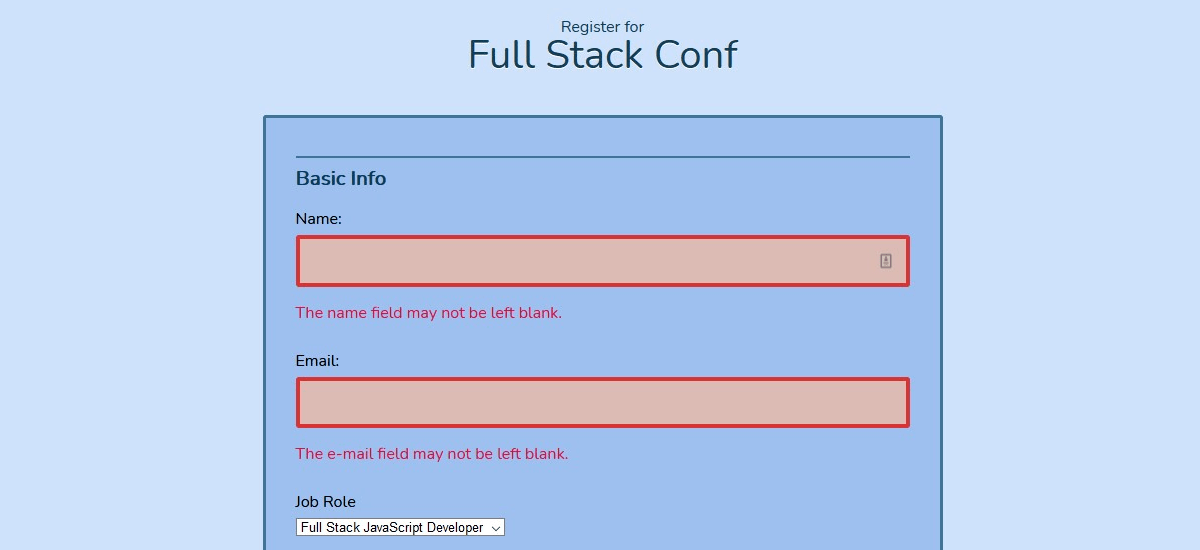 Register for
Full Stack Conf
Basic Info
Name:
The name field may not be left blank.
Email:
The e-mail field may not be left blank.
Job Role
Full Stack JavaScript Developer